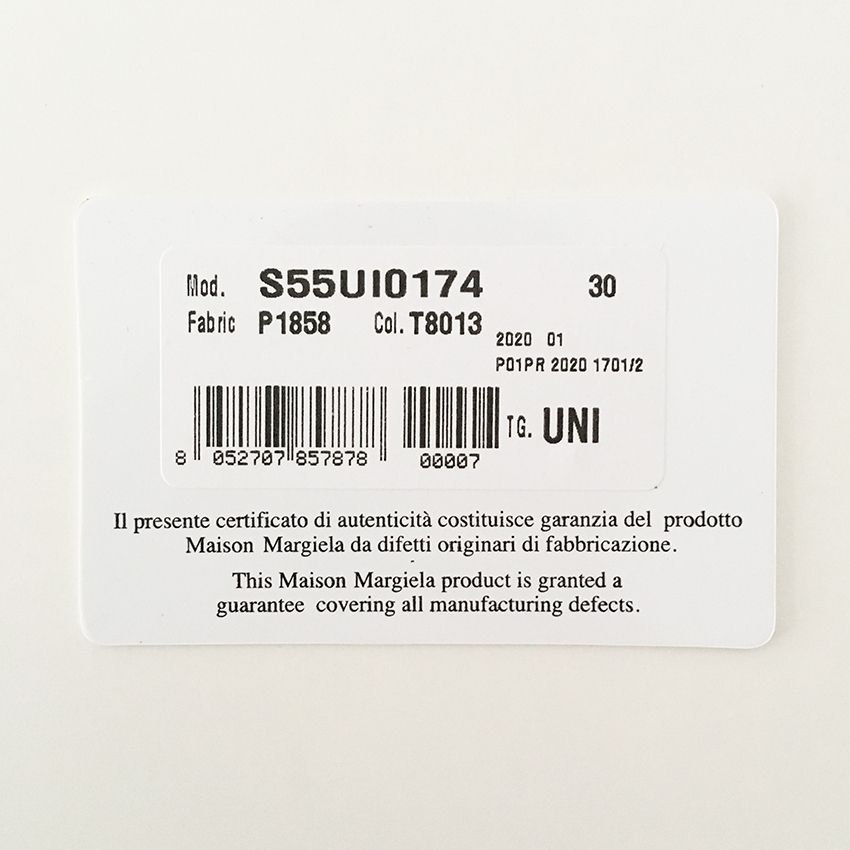 Mod. S55UI0174 30
Fabric P1858 Col. T8013
2020 01
P01PR 2020 1701/2
TG. UNI
8 052707 857878 00007
Il presente certificato di autenticità costituisce garanzia del prodotto
Maison Margiela da difetti originari di fabbricazione.
This Maison Margiela product is granted a
guarantee covering all manufacturing defects.